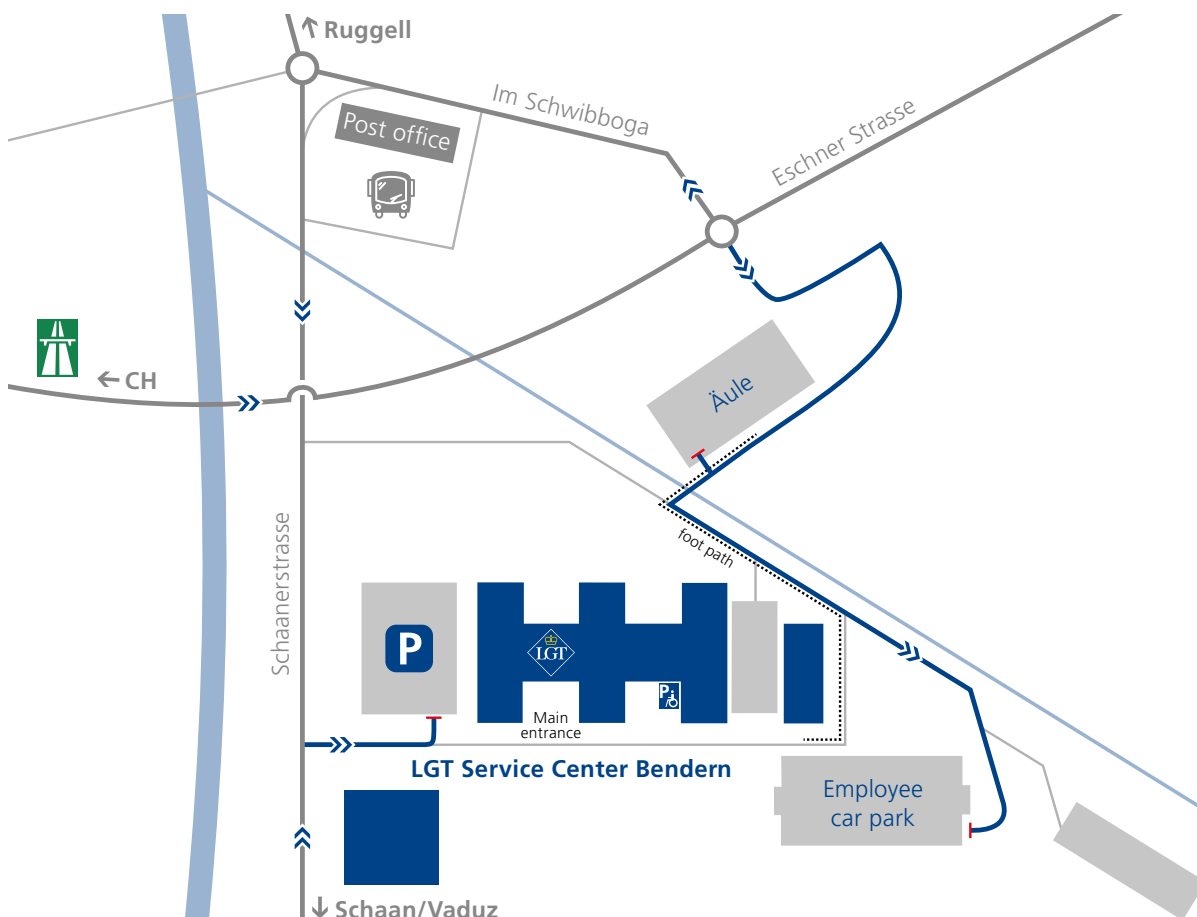 Ruggell
Im Schwibboga
Post office
Eschner Strasse
CH
Äule
Schaanerstrasse
foot path
P
LGT
P
Main
entrance
LGT Service Center Bendern
Employee
car park
Schaan/Vaduz